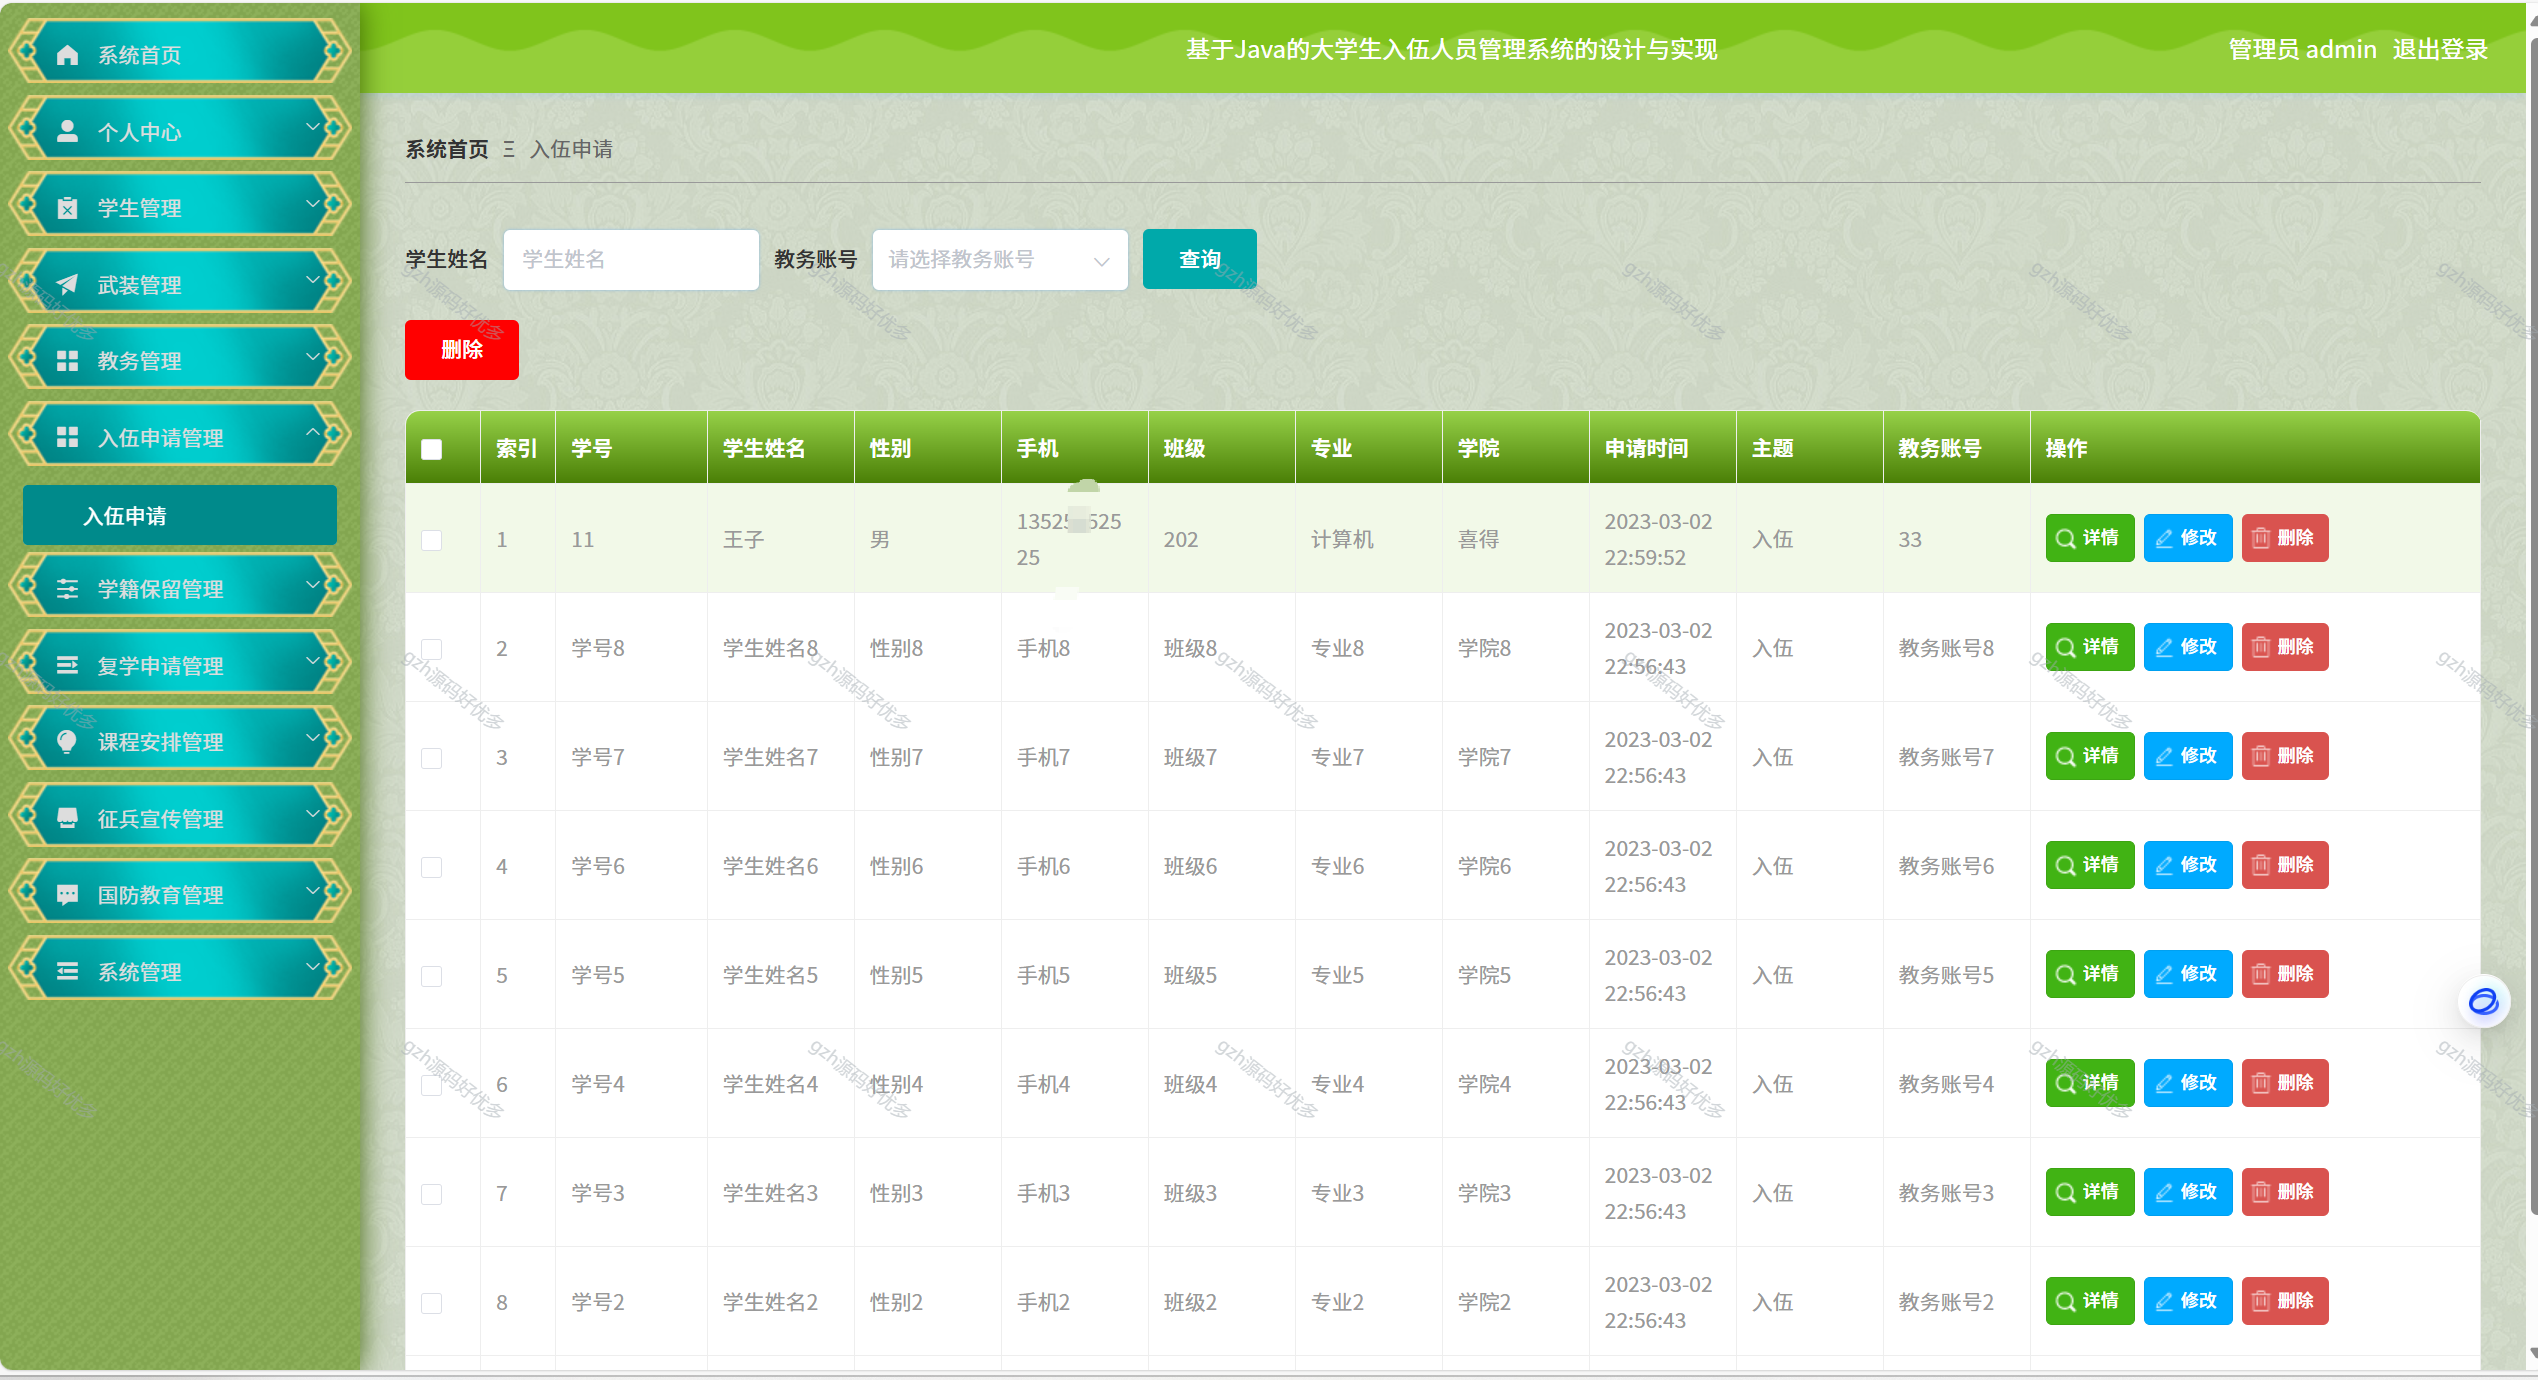 基于Java的大学生入伍人员管理系统的设计与实现
管理员 admin 退出登录
系统首页
个人中心
学生管理
武装管理
教务管理
入伍申请管理
入伍申请
学籍保留管理
复学申请管理
课程安排管理
征兵宣传管理
国防教育管理
系统管理
系统首页 Ξ 入伍申请
学生姓名 学生姓名 教务账号 请选择教务账号 查询
删除
索引 学号 学生姓名 性别 手机 班级 专业 学院 申请时间 主题 教务账号 操作
1 11 王子 男 202 计算机 喜得 2023-03-02 22:59:52 入伍 33 详情 修改 删除
2 学号8 学生姓名8 性别8 手机8 班级8 专业8 学院8 2023-03-02 22:56:43 入伍 教务账号8 详情 修改 删除
3 学号7 学生姓名7 性别7 手机7 班级7 专业7 学院7 2023-03-02 22:56:43 入伍 教务账号7 详情 修改 删除
4 学号6 学生姓名6 性别6 手机6 班级6 专业6 学院6 2023-03-02 22:56:43 入伍 教务账号6 详情 修改 删除
5 学号5 学生姓名5 性别5 手机5 班级5 专业5 学院5 2023-03-02 22:56:43 入伍 教务账号5 详情 修改 删除
6 学号4 学生姓名4 性别4 手机4 班级4 专业4 学院4 2023-03-02 22:56:43 入伍 教务账号4 详情 修改 删除
7 学号3 学生姓名3 性别3 手机3 班级3 专业3 学院3 2023-03-02 22:56:43 入伍 教务账号3 详情 修改 删除
8 学号2 学生姓名2 性别2 手机2 班级2 专业2 学院2 2023-03-02 22:56:43 入伍 教务账号2 详情 修改 删除
gzh源码好优多